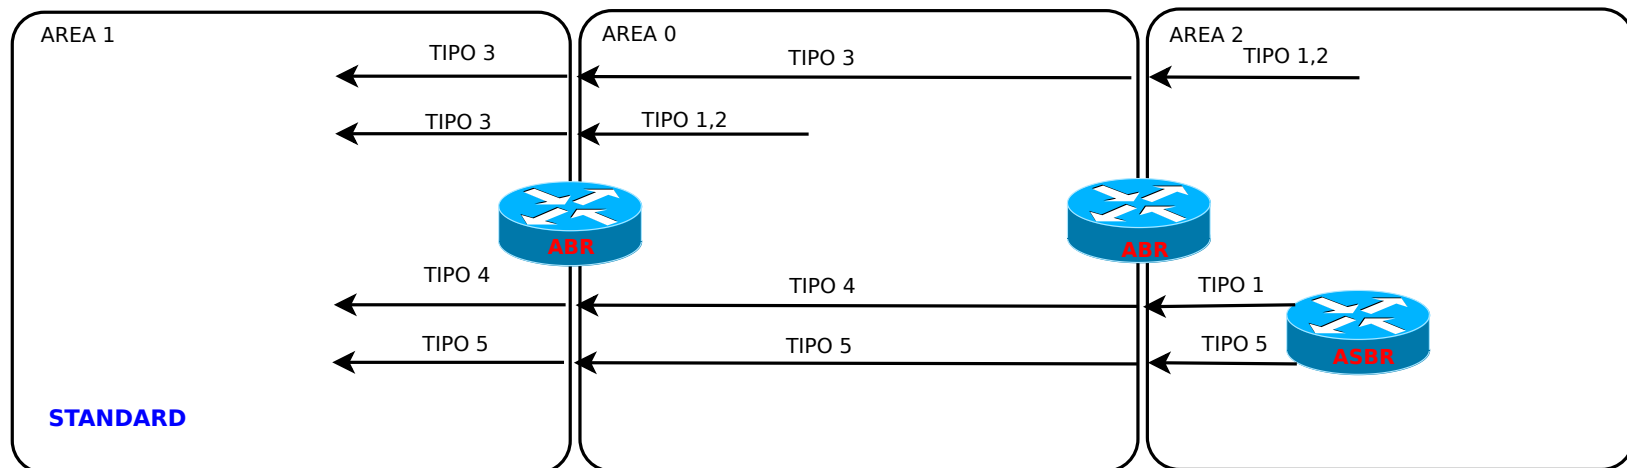 AREA 1
AREA 0
AREA 2
TIPO 3
TIPO 3
TIPO 1,2
TIPO 3
TIPO 1,2
ABR
ABR
TIPO 4
TIPO 4
TIPO 1
TIPO 5
TIPO 5
TIPO 5
ASBR
STANDARD